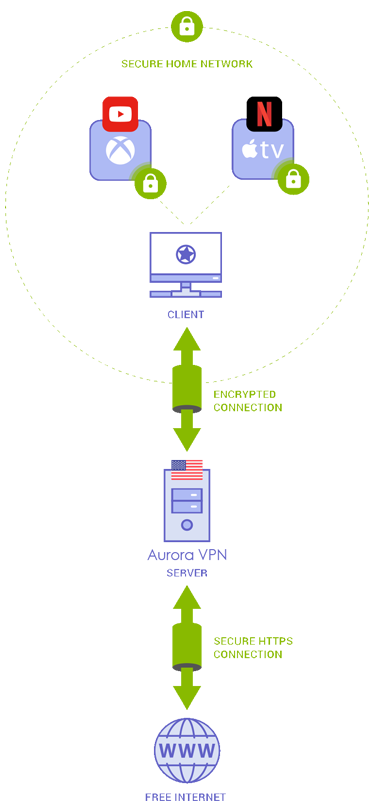 SECURE HOME NETWORK
N
tv
CLIENT
ENCRYPTED
CONNECTION
Aurora VPN
SERVER
SECURE HTTPS
CONNECTION
WWW
FREE INTERNET